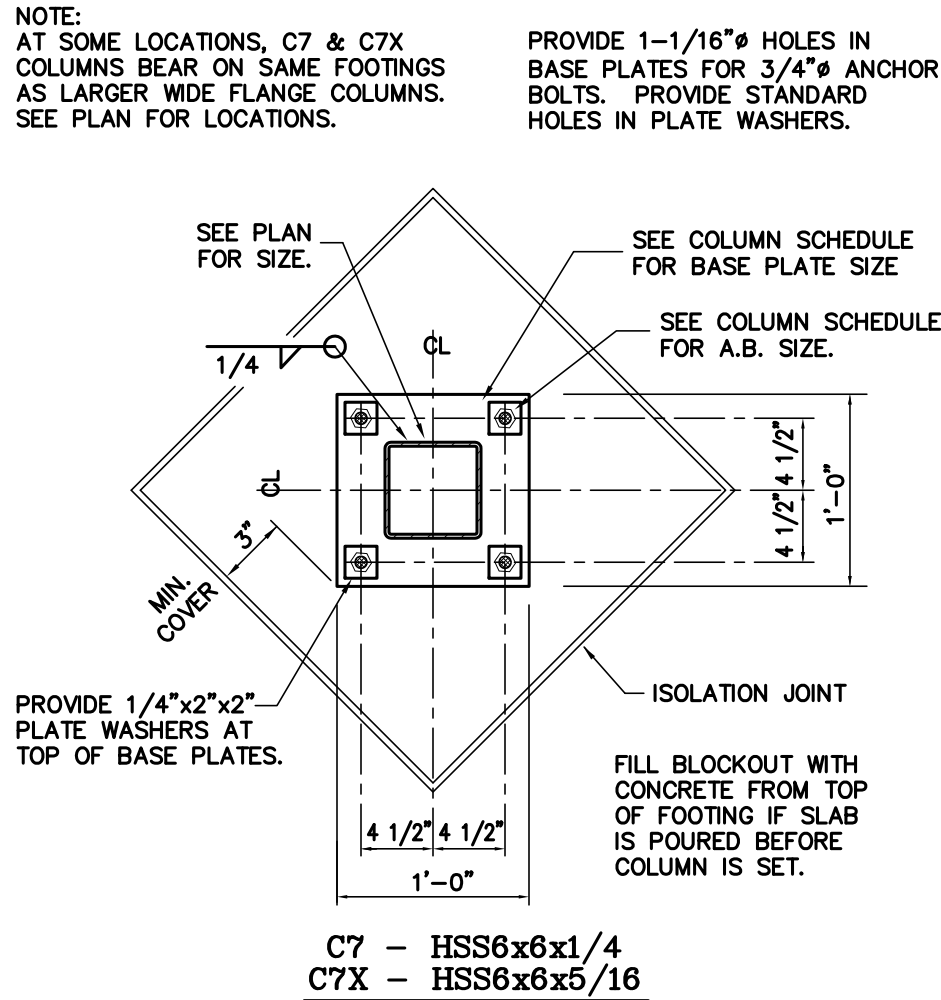 NOTE:
AT SOME LOCATIONS, C7 & C7X
COLUMNS BEAR ON SAME FOOTINGS
AS LARGER WIDE FLANGE COLUMNS.
SEE PLAN FOR LOCATIONS.
PROVIDE 1-1/16"ø HOLES IN
BASE PLATES FOR 3/4"ø ANCHOR
BOLTS. PROVIDE STANDARD
HOLES IN PLATE WASHERS.
SEE PLAN
FOR SIZE.
SEE COLUMN SCHEDULE
FOR BASE PLATE SIZE
SEE COLUMN SCHEDULE
FOR A.B. SIZE.
1/4
CL
CL
4 1/2"
4 1/2"
1'-0"
3"
MIN.
COVER
PROVIDE 1/4"x2"x2"
PLATE WASHERS AT
TOP OF BASE PLATES.
ISOLATION JOINT
FILL BLOCKOUT WITH
CONCRETE FROM TOP
OF FOOTING IF SLAB
IS POURED BEFORE
COLUMN IS SET.
4 1/2" 4 1/2"
1'-0"
C7 - HSS6x6x1/4
C7X - HSS6x6x5/16